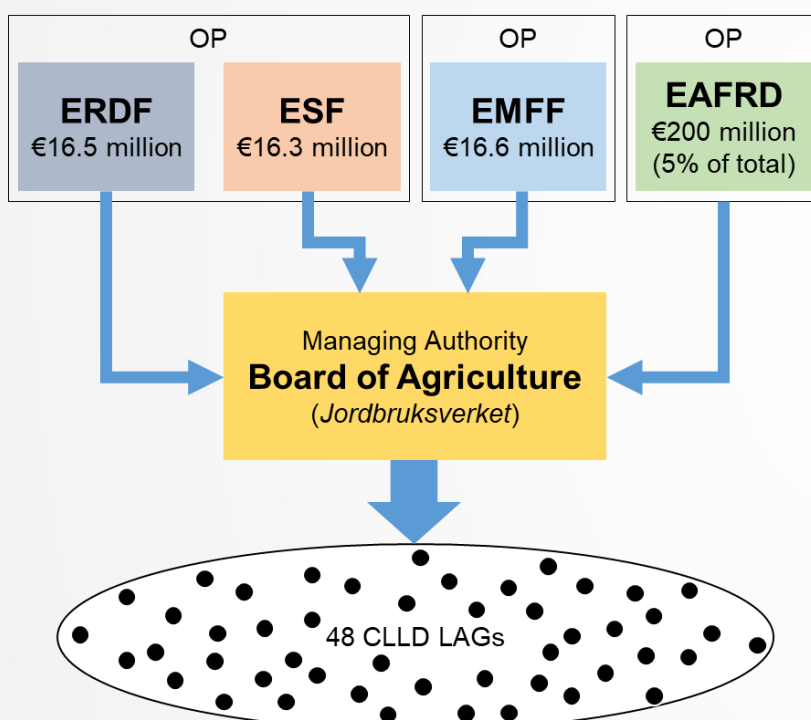 OP
OP
OP
ERDF
€16.5 million
ESF
€16.3 million
EMFF
€16.6 million
EAFRD
€200 million
(5% of total)
Managing Authority
Board of Agriculture
(Jordbruksverket)
48 CLLD LAGs